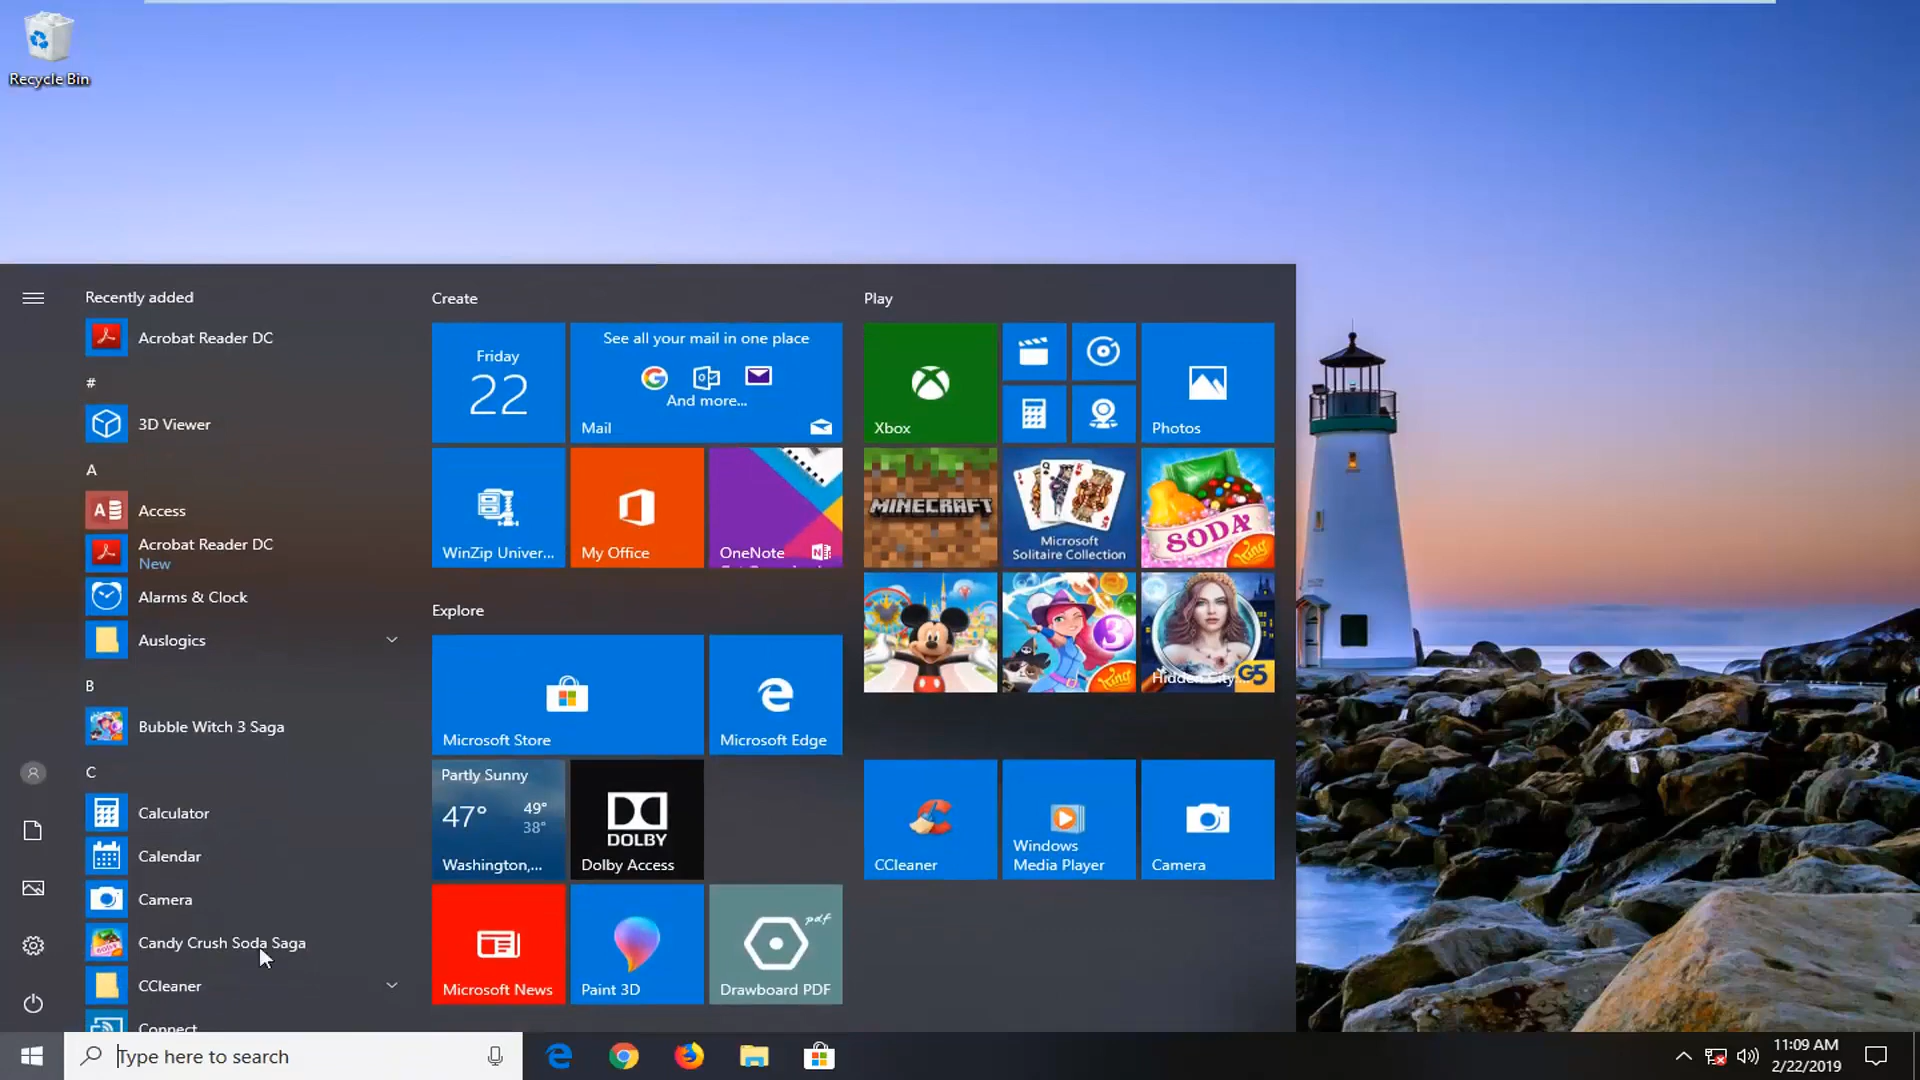 Recycle Bin
Recently added
Acrobat Reader DC
#
3D Viewer
A
Access
Acrobat Reader DC
New
Alarms & Clock
Auslogics
B
Bubble Witch 3 Saga
C
Calculator
Calendar
Camera
Candy Crush Soda Saga
CCleaner
Connect
Create
Friday
22
See all your mail in one place
And more...
Mail
WinZip Univer...
My Office
OneNote
Explore
Microsoft Store
Microsoft Edge
Partly Sunny
47°
49°
38°
Washington,...
DOLBY
Dolby Access
Microsoft News
Paint 3D
pdf
Drawboard PDF
Play
Xbox
Photos
MINECRAFT
J Q K
Microsoft
Solitaire Collection
SODA
King
3
King
Hidden City...
G5
CCleaner
Windows
Media Player
Camera
Type here to search
11:09 AM
2/22/2019